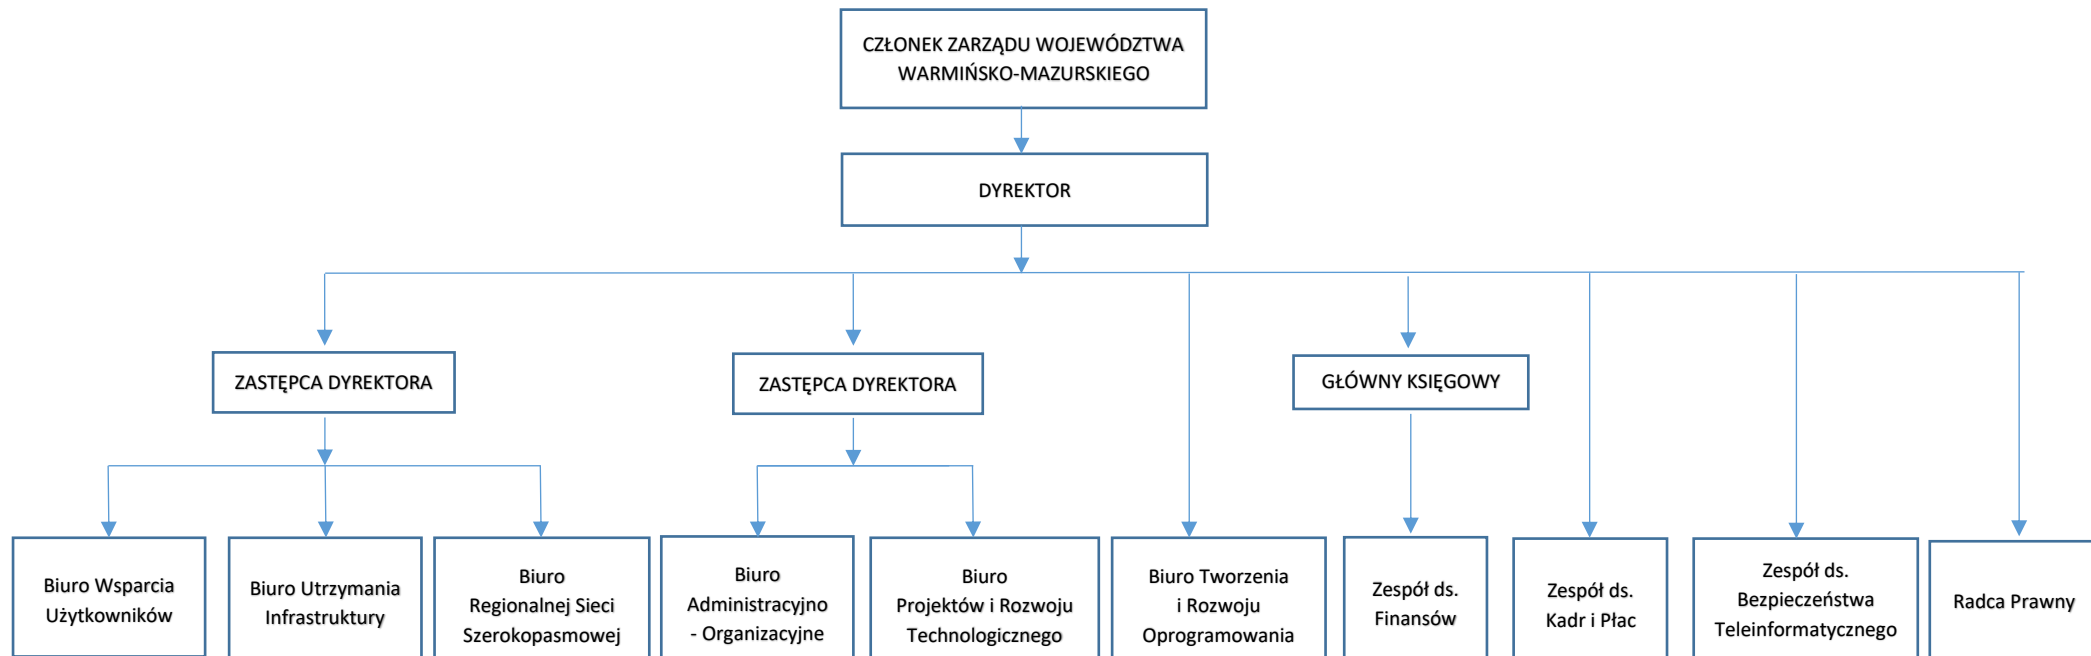 CZŁONEK ZARZĄDU WOJEWÓDZTWA
WARMIŃSKO-MAZURSKIEGO
DYREKTOR
ZASTĘPCA DYREKTORA
ZASTĘPCA DYREKTORA
GŁÓWNY KSIĘGOWY
Biuro Wsparcia
Użytkowników
Biuro Utrzymania
Infrastruktury
Biuro
Regionalnej Sieci
Szerokopasmowej
Biuro
Administracyjno
- Organizacyjne
Biuro
Projektów i Rozwoju
Technologicznego
Biuro Tworzenia
i Rozwoju
Oprogramowania
Zespół ds.
Finansów
Zespół ds.
Kadr i Płac
Zespół ds.
Bezpieczeństwa
Teleinformatycznego
Radca Prawny